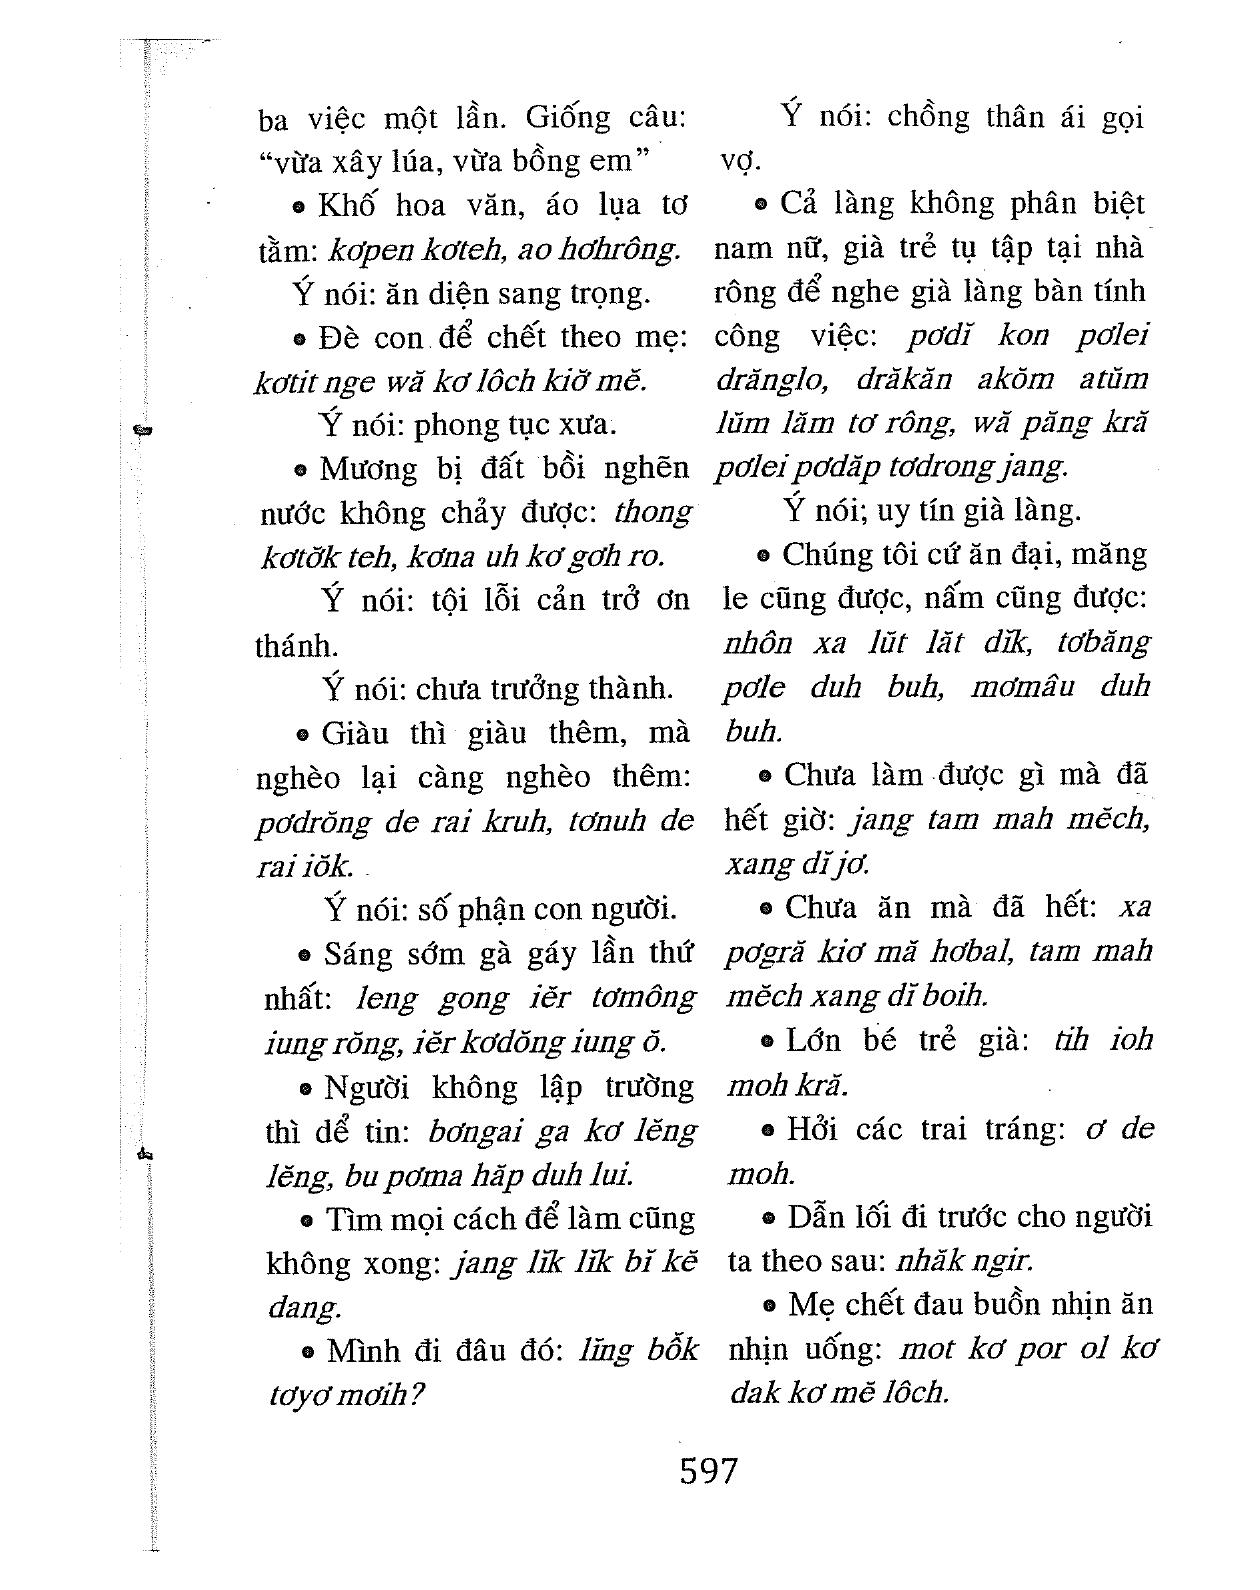 ba việc một lần. Giống câu:
“vừa xây lúa, vừa bồng em”
• Khố hoa văn, áo lụa tơ
tằm: kơpen kơteh, ao hơhrông.
Ý nói: ăn diện sang trọng.
• Đè con để chết theo mẹ:
kơtit nge wă kơ lôch kiơ̆ mĕ.
Ý nói: phong tục xưa.
• Mương bị đất bồi nghẽn
nước không chảy được: thong
kơtơ̆k teh, kơna uh kơ gơh ro.
Ý nói: tội lỗi cản trở ơn
thánh.
Ý nói: chưa trưởng thành.
• Giàu thì giàu thêm, mà
nghèo lại càng nghèo thêm:
pơdrŏng de rai kruh, tơnuh de
rai iŏk.
Ý nói: số phận con người.
• Sáng sớm gà gáy lần thứ
nhất: leng gong iĕr tơmông
iung rŏng, iĕr kơdŏng iung ŏ.
• Người không lập trường
thì dể tin: bơngai ga kơ lĕng
lĕng, bu pơma hăp duh lui.
• Tìm mọi cách để làm cũng
không xong: jang lĭk lĭk bĭ kĕ
dang.
• Mình đi đâu đó: lĭng bô̆k
tơyơ mơih?
Ý nói: chồng thân ái gọi
vợ.
• Cả làng không phân biệt
nam nữ, già trẻ tụ tập tại nhà
rông để nghe già làng bàn tính
công việc: pơdĭ kon pơlei
drănglo, drăkăn akŏm atŭm
lŭm lăm tơ rông, wă păng kră
pơlei pơdăp tơdrong jang.
Ý nói; uy tín già làng.
• Chúng tôi cứ ăn đại, măng
le cũng được, nấm cũng được:
nhôn xa lŭt lăt dĭk, tơbăng
pơle duh buh, mơmâu duh
buh.
• Chưa làm được gì mà đã
hết giờ: jang tam mah mĕch,
xang dĭ jơ.
• Chưa ăn mà đã hết: xa
pơgră kiơ mă hơbal, tam mah
mĕch xang dĭ boih.
• Lớn bé trẻ già: tih ioh
moh kră.
• Hởi các trai tráng: ơ de
moh.
• Dẫn lối đi trước cho người
ta theo sau: nhăk ngir.
• Mẹ chết đau buồn nhịn ăn
nhịn uống: mot kơ por ol kơ
dak kơ mĕ lôch.
597